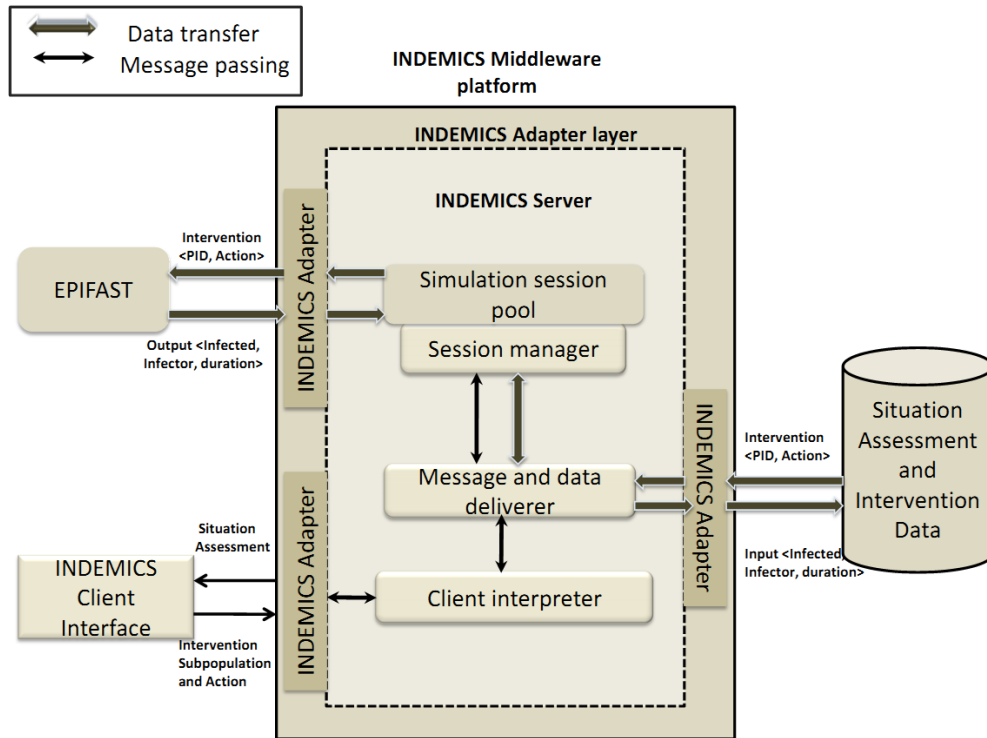 Data transfer
Message passing
INDEMICS Middleware
platform
INDEMICS Adapter layer
INDEMICS Server
Intervention
<PID, Action>
EPIFAST
Output <Infected,
Infector, duration>
INDEMICS Adapter
Simulation session
pool
Session manager
Message and data
deliverer
Client interpreter
INDEMICS Adapter
Situation
Assessment
INDEMICS
Client
Interface
Intervention
Subpopulation
and Action
INDEMICS Adapter
Intervention
<PID, Action>
Input <Infected,
Infector, duration>
Situation
Assessment
and
Intervention
Data